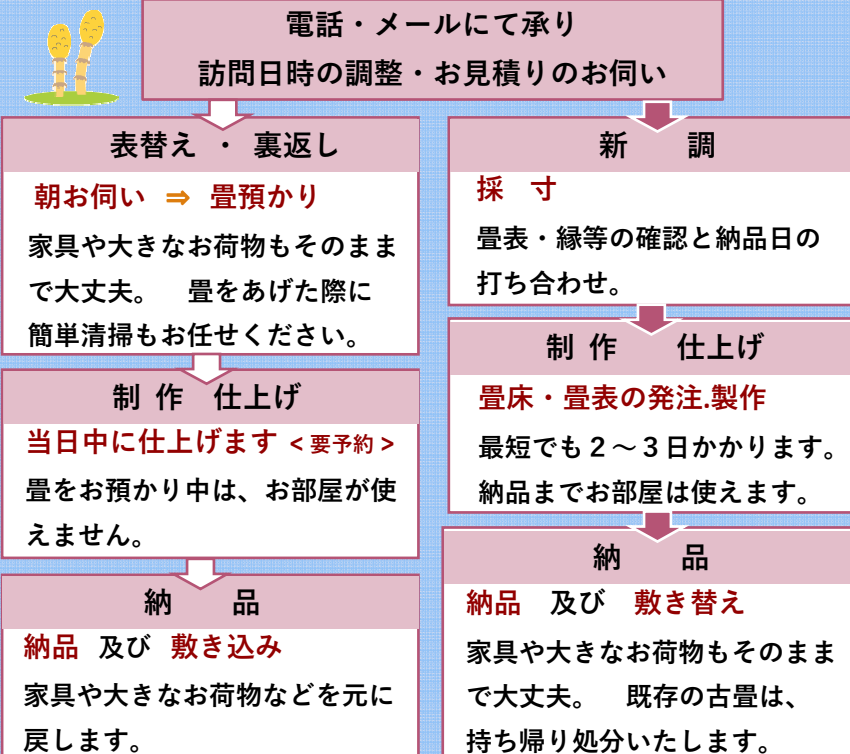 電話・メールにて承り
訪問日時の調整・お見積りのお伺い
表替え ・ 裏返し
朝お伺い ⇒ 畳預かり
家具や大きなお荷物もそのまま
で大丈夫。 畳をあげた際に
簡単清掃もお任せください。
制 作 仕上げ
当日中に仕上げます < 要予約 >
畳をお預かり中は、お部屋が使
えません。
納 品
納品 及び 敷き込み
家具や大きなお荷物などを元に
戻します。
新 調
採 寸
畳表・縁等の確認と納品日の
打ち合わせ。
制 作 仕上げ
畳床・畳表の発注.製作
最短でも２～３日かかります。
納品までお部屋は使えます。
納 品
納品 及び 敷き替え
家具や大きなお荷物もそのまま
で大丈夫。 既存の古畳は、
持ち帰り処分いたします。